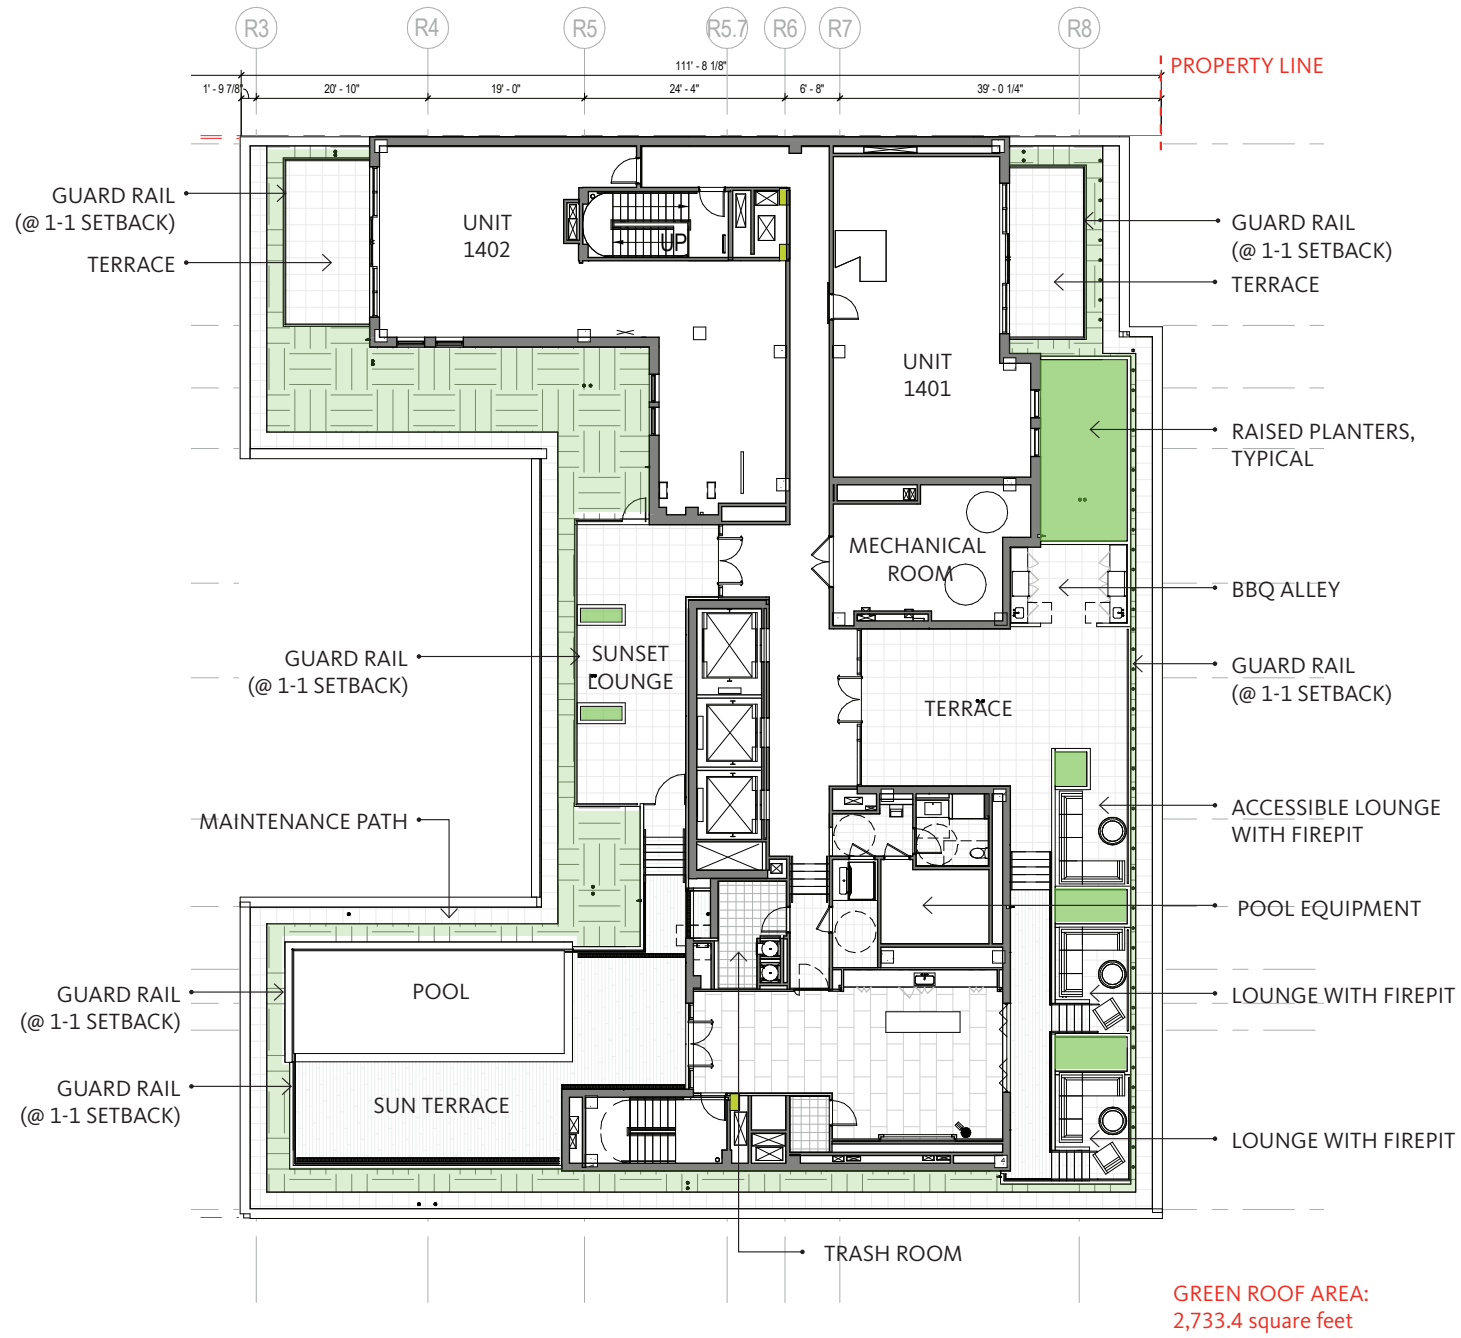 R3
R4
R5
R5.7
R6
R7
R8
111' - 8 1/8"
PROPERTY LINE
1' - 9 7/8"
20' - 10"
19' - 0"
24' - 4"
6' - 8"
39' - 0 1/4"
GUARD RAIL
(@ 1-1 SETBACK)
TERRACE
UNIT
1402
UP
GUARD RAIL
(@ 1-1 SETBACK)
TERRACE
UNIT
1401
RAISED PLANTERS,
TYPICAL
MECHANICAL
ROOM
BBQ ALLEY
GUARD RAIL
(@ 1-1 SETBACK)
SUNSET
LOUNGE
GUARD RAIL
(@ 1-1 SETBACK)
TERRACE
MAINTENANCE PATH
ACCESSIBLE LOUNGE
WITH FIREPIT
POOL EQUIPMENT
GUARD RAIL
(@ 1-1 SETBACK)
POOL
LOUNGE WITH FIREPIT
GUARD RAIL
(@ 1-1 SETBACK)
SUN TERRACE
LOUNGE WITH FIREPIT
TRASH ROOM
GREEN ROOF AREA:
2,733.4 square feet